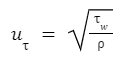 u_τ = √(τ_w / ρ)